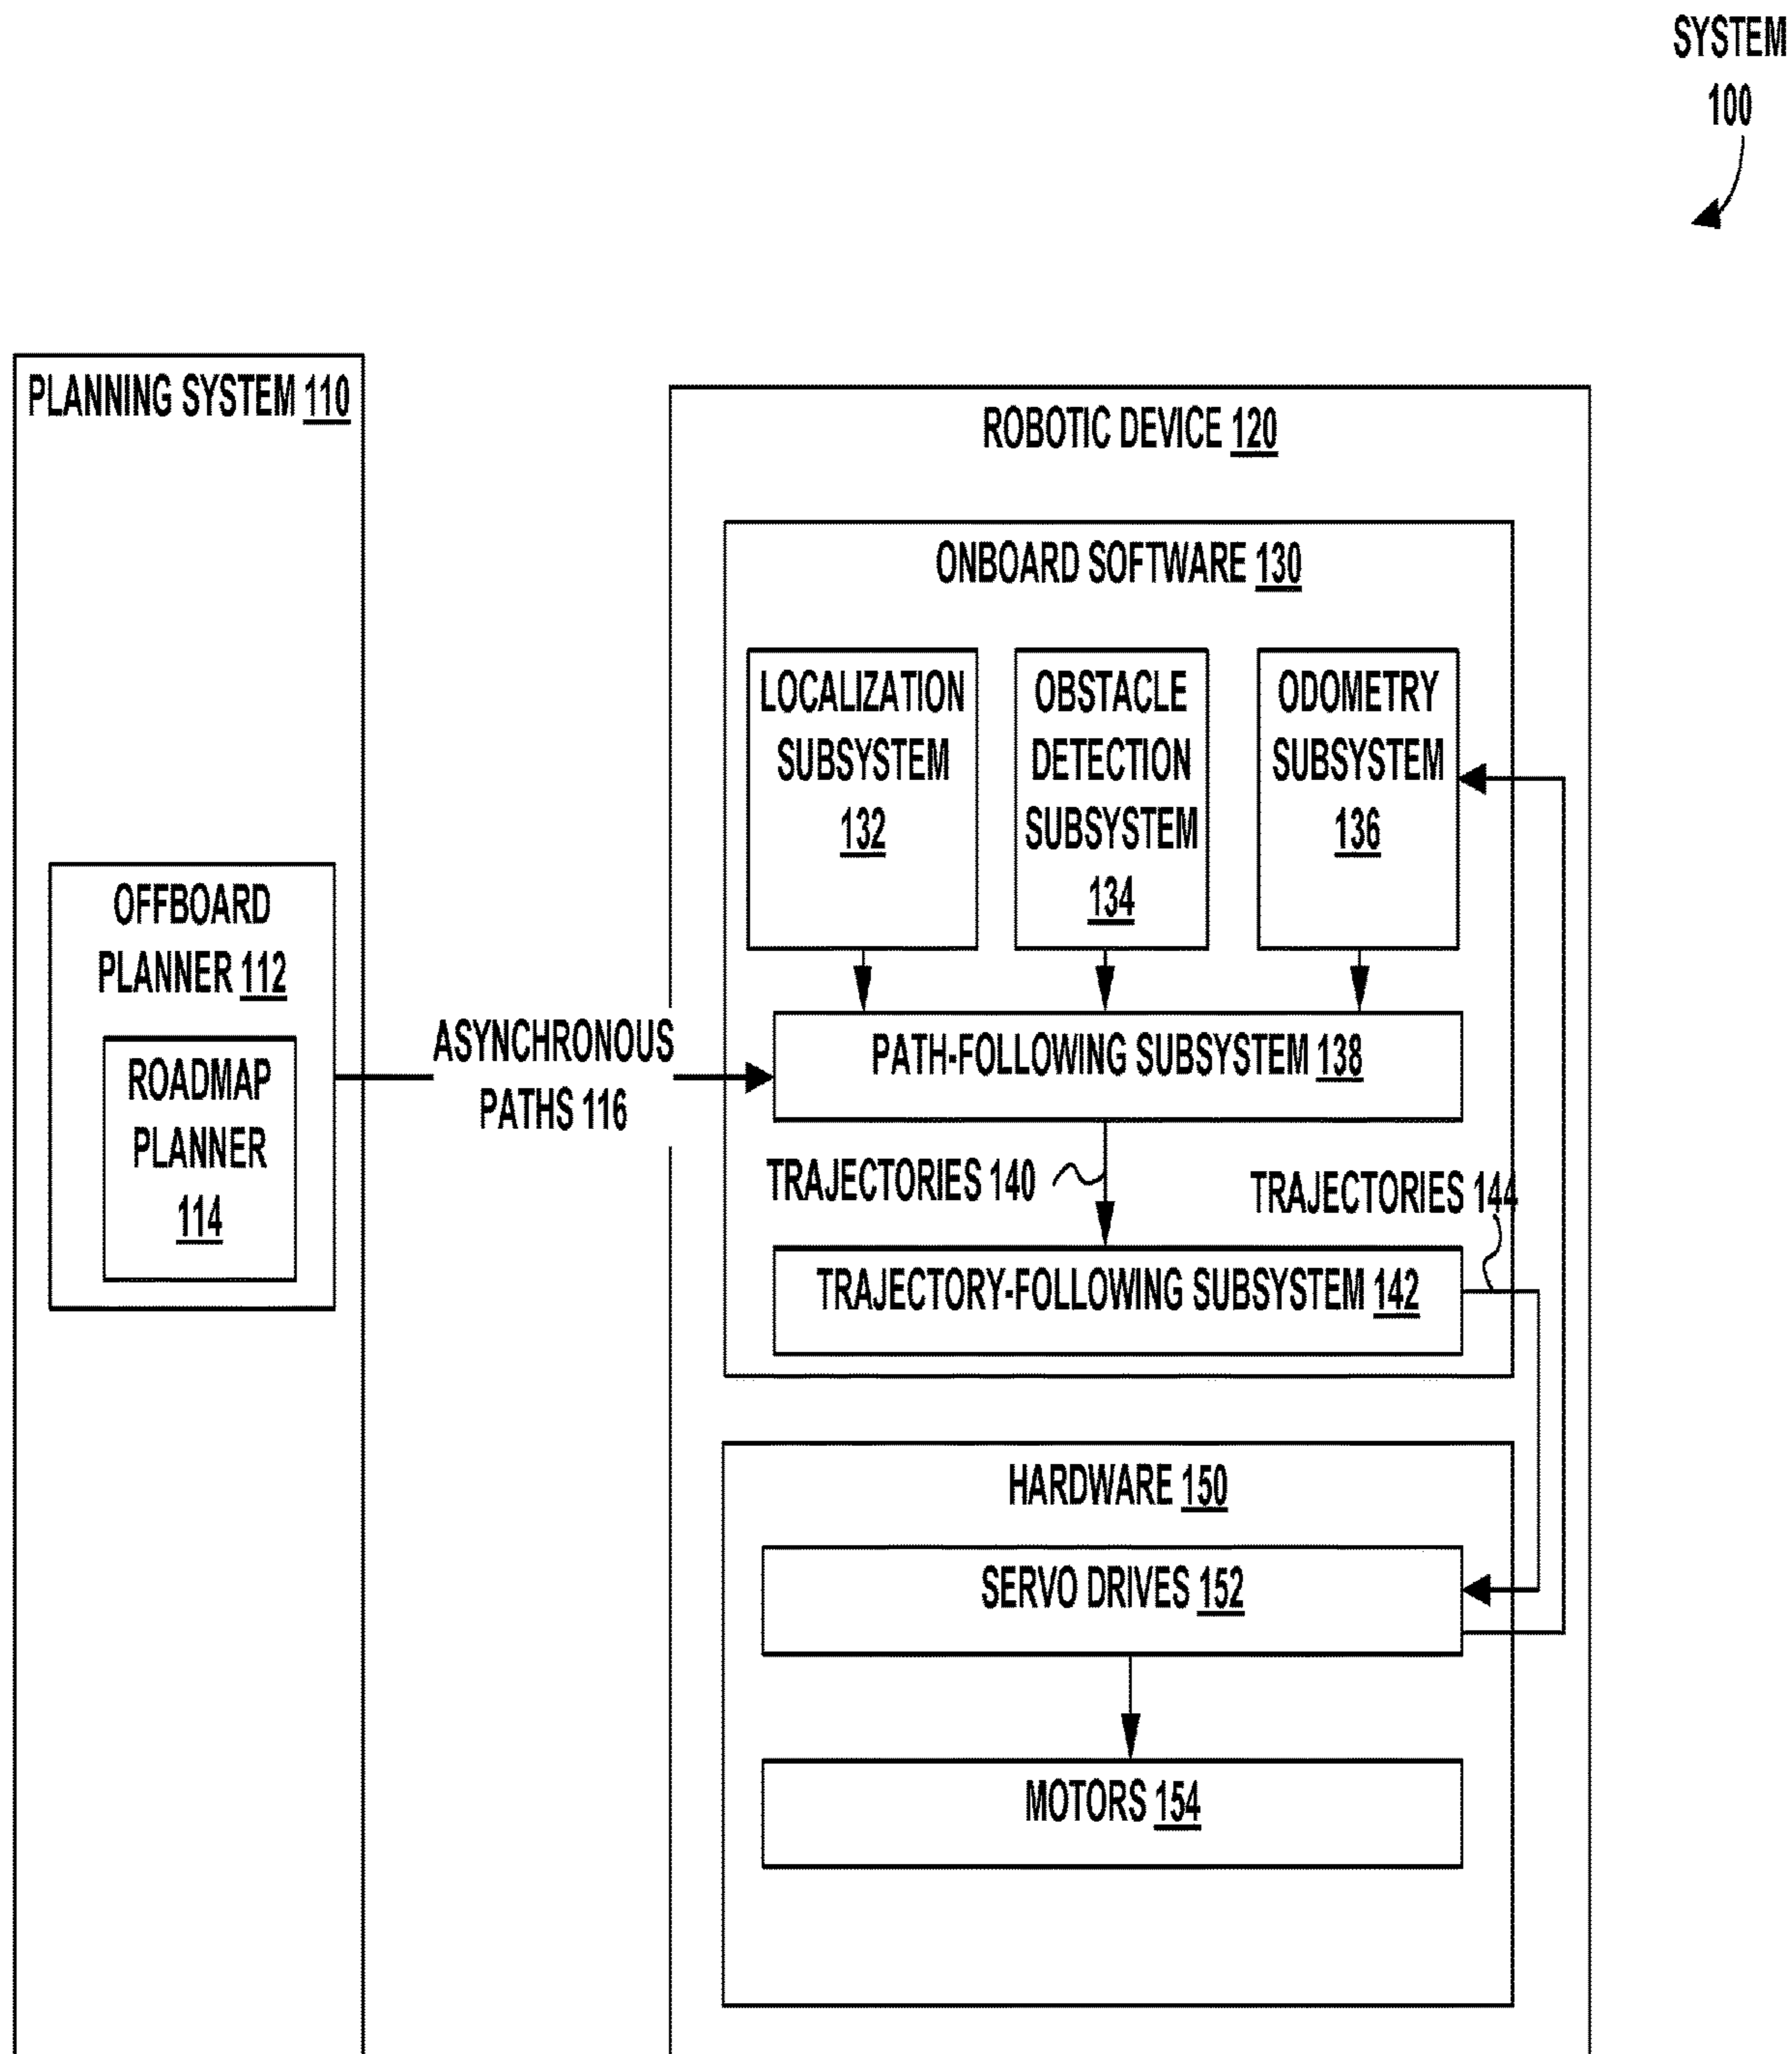 SYSTEM
100
PLANNING SYSTEM 110
OFFBOARD
PLANNER 112
ROADMAP
PLANNER
114
ASYNCHRONOUS
PATHS 116
ROBOTIC DEVICE 120
ONBOARD SOFTWARE 130
LOCALIZATION
SUBSYSTEM
132
OBSTACLE
DETECTION
SUBSYSTEM
134
ODOMETRY
SUBSYSTEM
136
PATH-FOLLOWING SUBSYSTEM 138
TRAJECTORIES 140
TRAJECTORIES 144
TRAJECTORY-FOLLOWING SUBSYSTEM 142
HARDWARE 150
SERVO DRIVES 152
MOTORS 154